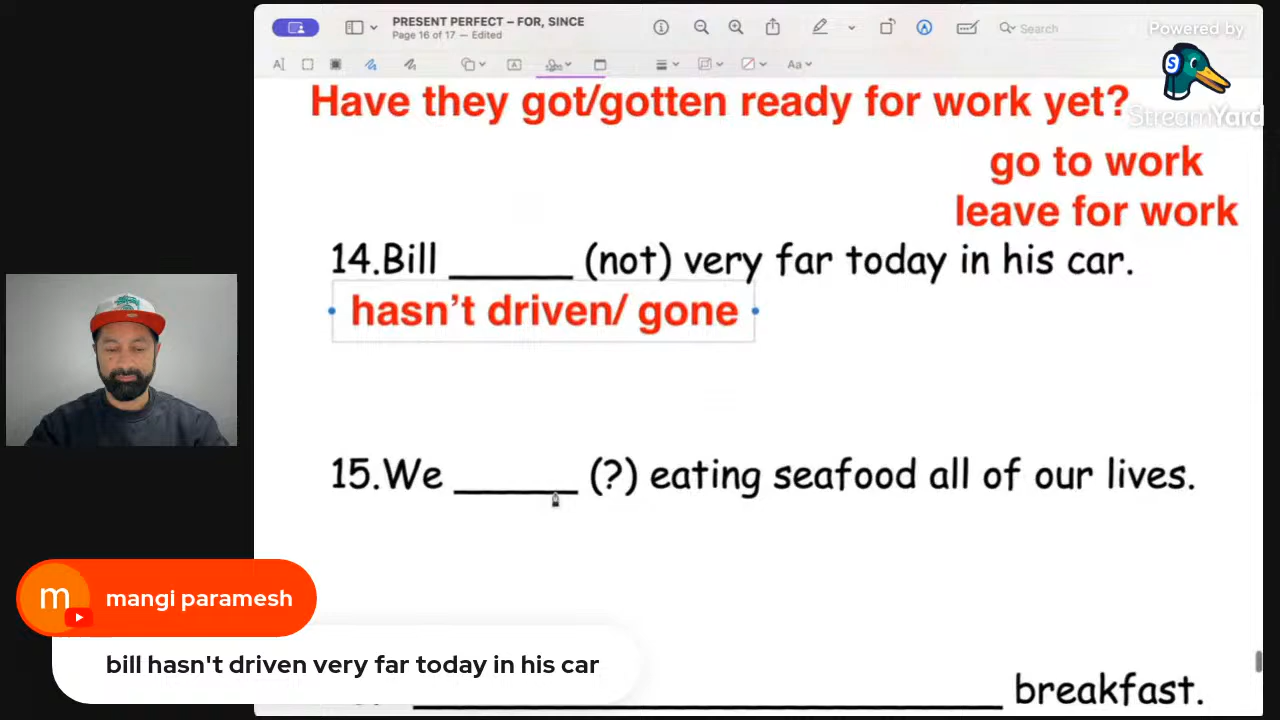 PRESENT PERFECT – FOR, SINCE
Page 16 of 17 — Edited
Search
Powered by
S
StreamYard
A
A
Aa
Have they got/gotten ready for work yet?
go to work
leave for work
14.Bill ______ (not) very far today in his car.
hasn't driven/ gone
15.We ______ (?) eating seafood all of our lives.
m
mangi paramesh
bill hasn't driven very far today in his car
breakfast.